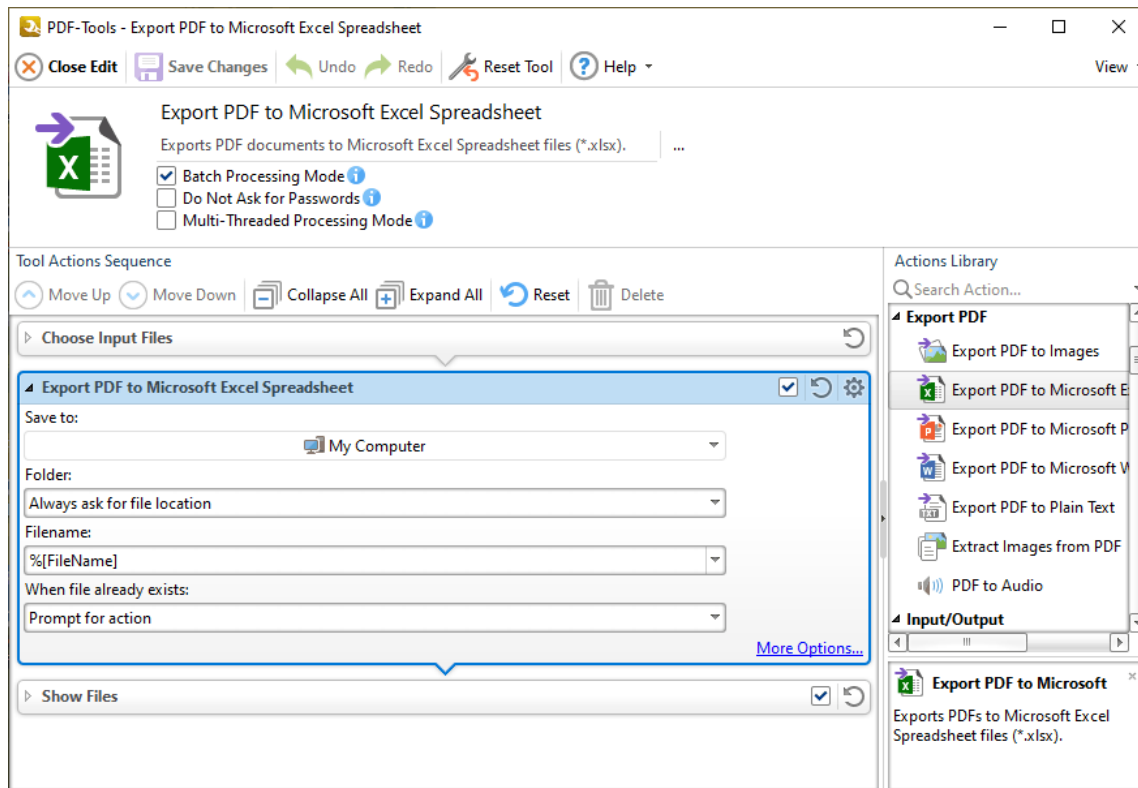 PDF-Tools - Export PDF to Microsoft Excel Spreadsheet
Close Edit Save Changes Undo Redo Reset Tool Help View
Export PDF to Microsoft Excel Spreadsheet
Exports PDF documents to Microsoft Excel Spreadsheet files (*.xlsx). ...
Batch Processing Mode
Do Not Ask for Passwords
Multi-Threaded Processing Mode
Tool Actions Sequence
Move Up Move Down Collapse All Expand All Reset Delete
Choose Input Files
Export PDF to Microsoft Excel Spreadsheet
Save to:
My Computer
Folder:
Always ask for file location
Filename:
%[FileName]
When file already exists:
Prompt for action
More Options...
Show Files
Actions Library
Search Action...
Export PDF
Export PDF to Images
Export PDF to Microsoft E
Export PDF to Microsoft P
Export PDF to Microsoft W
Export PDF to Plain Text
Extract Images from PDF
PDF to Audio
Input/Output
Export PDF to Microsoft
Exports PDFs to Microsoft Excel
Spreadsheet files (*.xlsx).